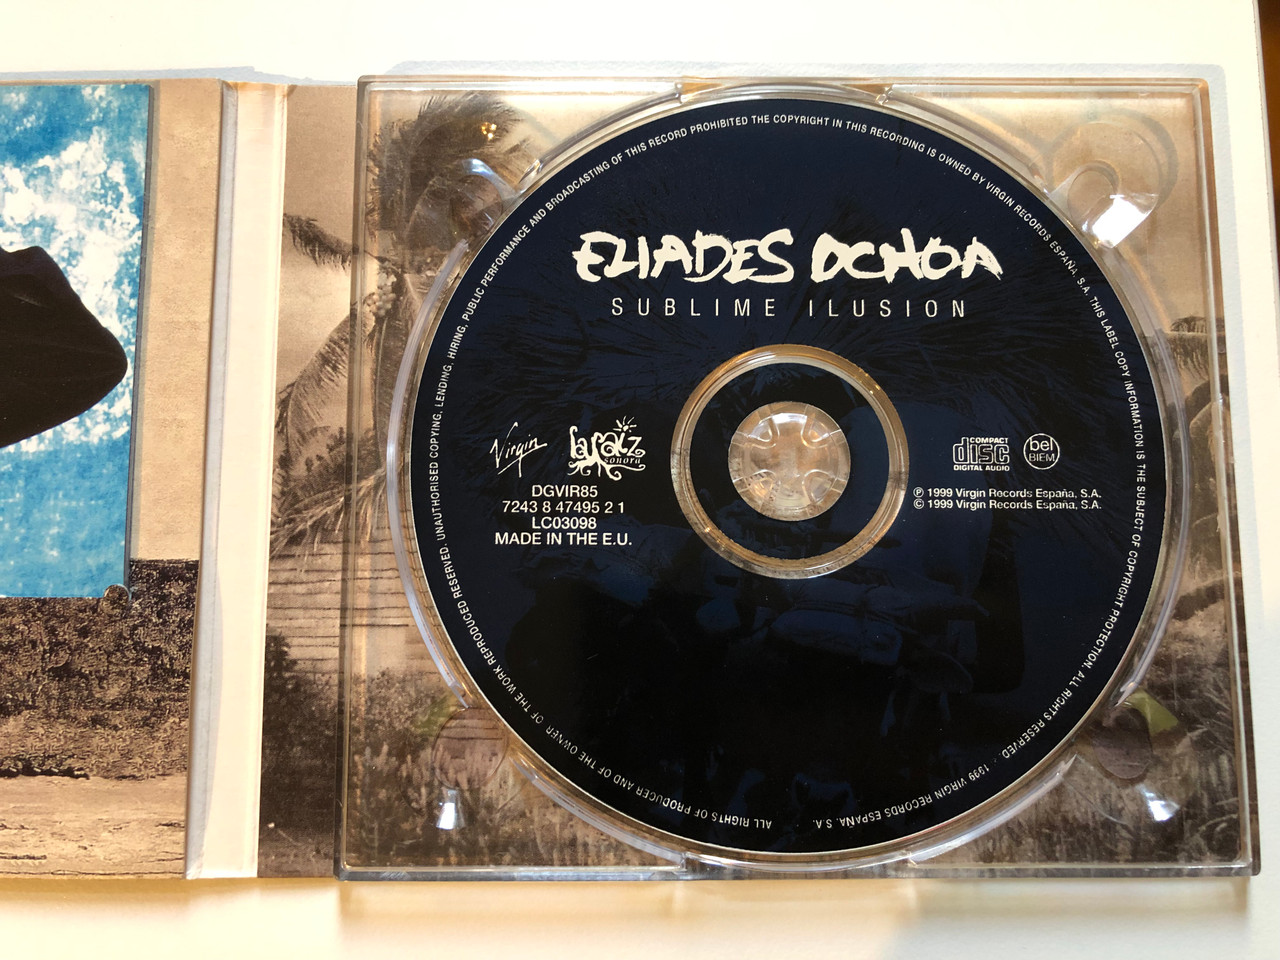 ELIADES OCHOA
SUBLIME ILUSION
Virgin
larraiz
sonora
DGVIR85
7243 8 47495 2 1
LC03098
MADE IN THE E.U.
COMPACT
disc
DIGITAL AUDIO
bel
BIEM
℗ 1999 Virgin Records España, S.A.
© 1999 Virgin Records España, S.A.
ALL RIGHTS OF PRODUCER AND OF THE OWNER OF THE WORK REPRODUCED RESERVED. UNAUTHORISED COPYING, LENDING, HIRING, PUBLIC PERFORMANCE AND BROADCASTING OF THIS RECORD PROHIBITED THE COPYRIGHT IN THIS RECORDING IS OWNED BY VIRGIN RECORDS ESPAÑA, S.A. THIS LABEL COPY INFORMATION IS THE SUBJECT OF COPYRIGHT PROTECTION. ALL RIGHTS RESERVED. · 1999 VIRGIN RECORDS ESPAÑA, S.A.